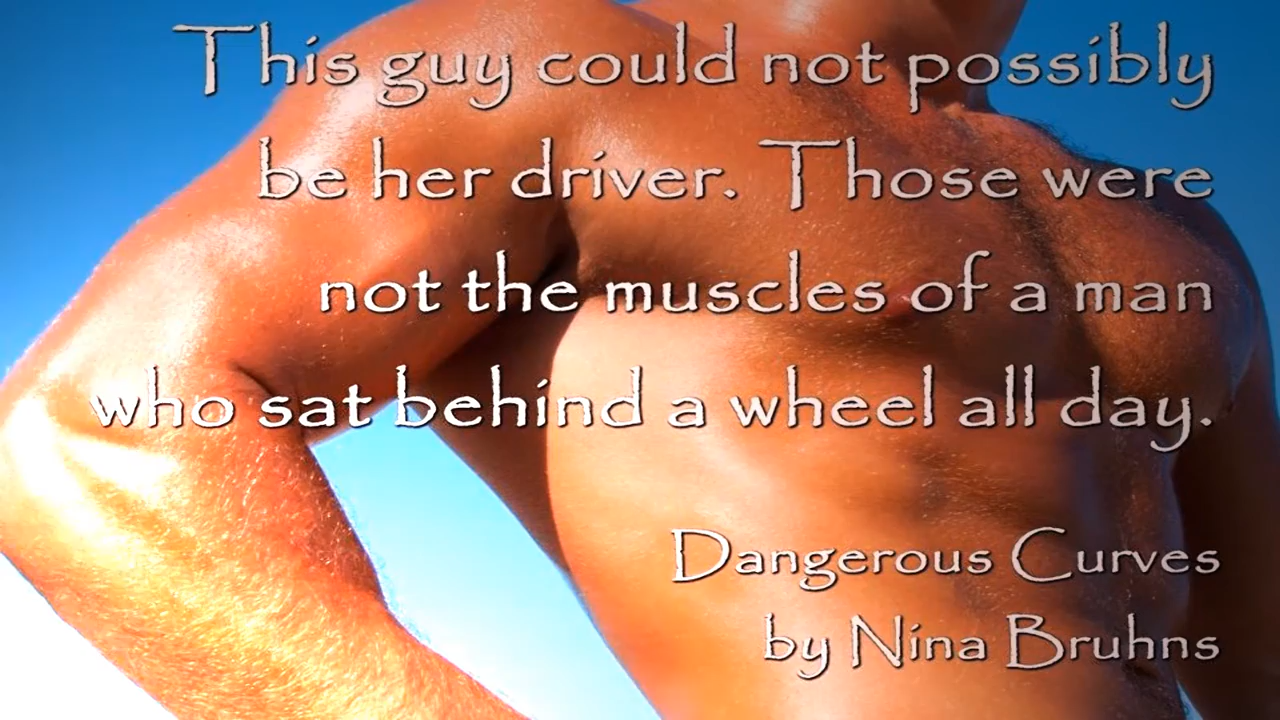 This guy could not possibly
be her driver. Those were
not the muscles of a man
who sat behind a wheel all day.
Dangerous Curves
by Nina Bruhns